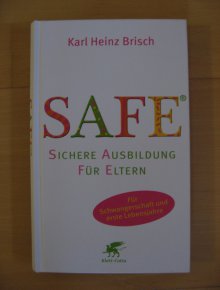 Karl Heinz Brisch
SAFE®
SICHERE AUSBILDUNG
FÜR ELTERN
Für
Schwangerschaft und
erste Lebensjahre
Klett-Cotta